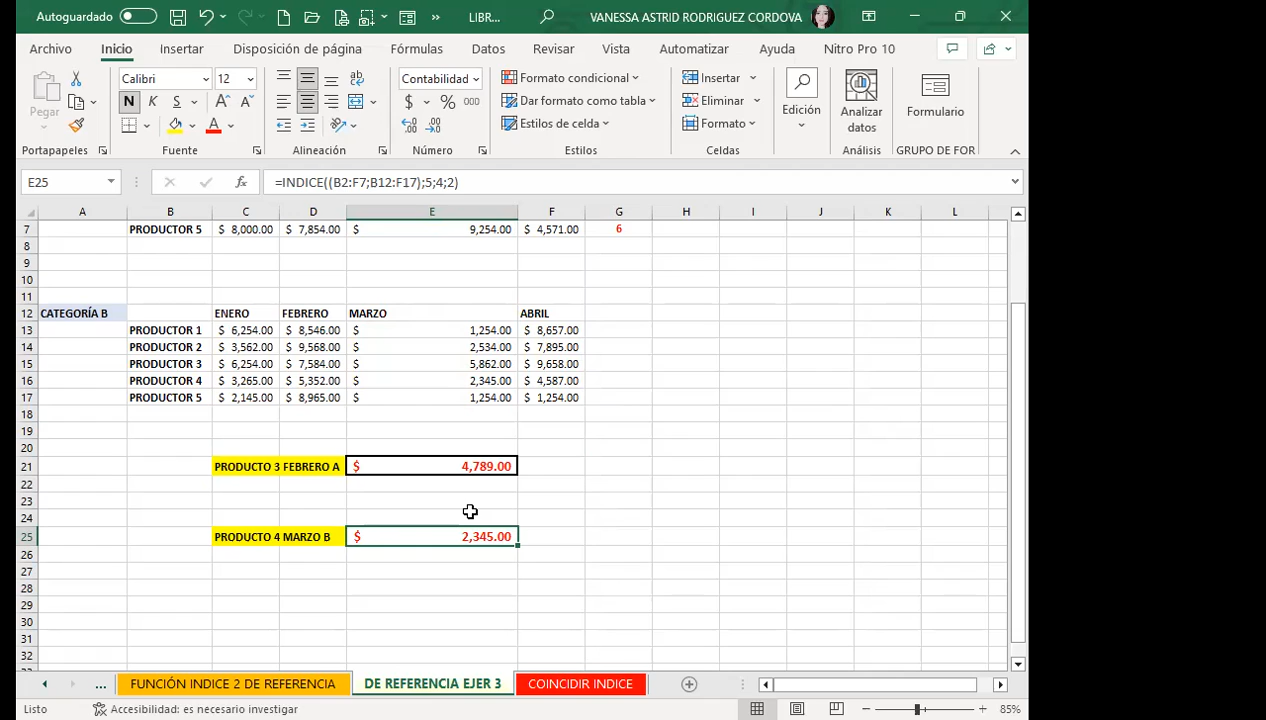 Autoguardado LIBR... VANESSA ASTRID RODRIGUEZ CORDOVA
Archivo Inicio Insertar Disposición de página Fórmulas Datos Revisar Vista Automatizar Ayuda Nitro Pro 10
Pegar Calibri 12 Contabilidad Formato condicional Insertar Edición Analizar datos Formulario
N K S $ % 000 Dar formato como tabla Eliminar
A Estilos de celda Formato
Portapapeles Fuente Alineación Número Estilos Celdas Análisis GRUPO DE FOR
E25 fx =INDICE((B2:F7;B12:F17);5;4;2)
A B C D E F G H I J K L
7 PRODUCTOR 5 $ 8,000.00 $ 7,854.00 $ 9,254.00 $ 4,571.00 6
8
9
10
11
12 CATEGORÍA B ENERO FEBRERO MARZO ABRIL
13 PRODUCTOR 1 $ 6,254.00 $ 8,546.00 $ 1,254.00 $ 8,657.00
14 PRODUCTOR 2 $ 3,562.00 $ 9,568.00 $ 2,534.00 $ 7,895.00
15 PRODUCTOR 3 $ 6,254.00 $ 7,584.00 $ 5,862.00 $ 9,658.00
16 PRODUCTOR 4 $ 3,265.00 $ 5,352.00 $ 2,345.00 $ 4,587.00
17 PRODUCTOR 5 $ 2,145.00 $ 8,965.00 $ 1,254.00 $ 1,254.00
18
19
20
21 PRODUCTO 3 FEBRERO A $ 4,789.00
22
23
24
25 PRODUCTO 4 MARZO B $ 2,345.00
26
27
28
29
30
31
32
... FUNCIÓN INDICE 2 DE REFERENCIA DE REFERENCIA EJER 3 COINCIDIR INDICE
Listo Accesibilidad: es necesario investigar 85%